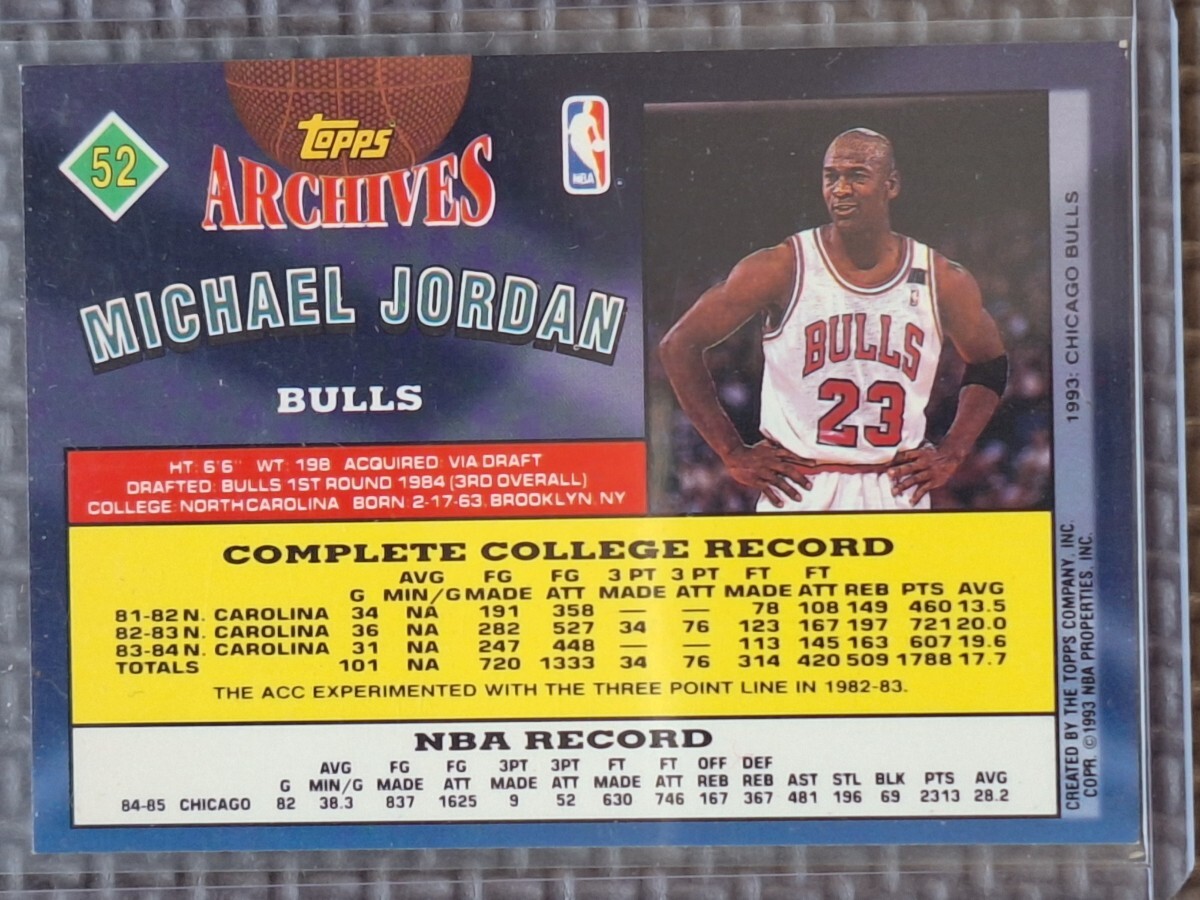 52
TOPPS
ARCHIVES
NBA
MICHAEL JORDAN
BULLS
HT: 6'6" WT: 198 ACQUIRED: VIA DRAFT
DRAFTED: BULLS 1ST ROUND 1984 (3RD OVERALL)
COLLEGE: NORTH CAROLINA BORN: 2-17-63, BROOKLYN, NY
BULLS
23
1993: CHICAGO BULLS
COMPLETE COLLEGE RECORD
AVG FG FG 3 PT 3 PT FT FT
G MIN/G MADE ATT MADE ATT MADE ATT REB PTS AVG
81-82 N. CAROLINA 34 NA 191 358 — — 78 108 149 460 13.5
82-83 N. CAROLINA 36 NA 282 527 34 76 123 167 197 721 20.0
83-84 N. CAROLINA 31 NA 247 448 — — 113 145 163 607 19.6
TOTALS 101 NA 720 1333 34 76 314 420 509 1788 17.7
THE ACC EXPERIMENTED WITH THE THREE POINT LINE IN 1982-83.
NBA RECORD
AVG FG FG 3PT 3PT FT FT OFF DEF
G MIN/G MADE ATT MADE ATT MADE ATT REB REB AST STL BLK PTS AVG
84-85 CHICAGO 82 38.3 837 1625 9 52 630 746 167 367 481 196 69 2313 28.2
CREATED BY THE TOPPS COMPANY, INC.
COPR. ©1993 NBA PROPERTIES, INC.